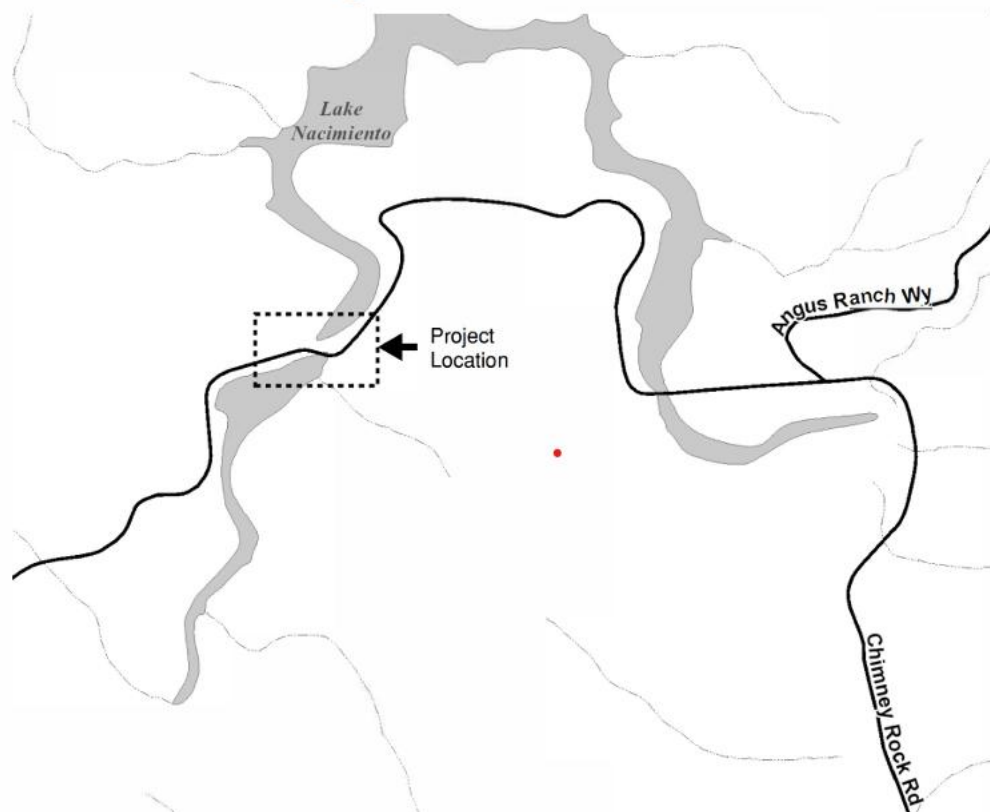 Lake
Nacimiento
Angus Ranch Wy
Project
Location
Chimney Rock Rd